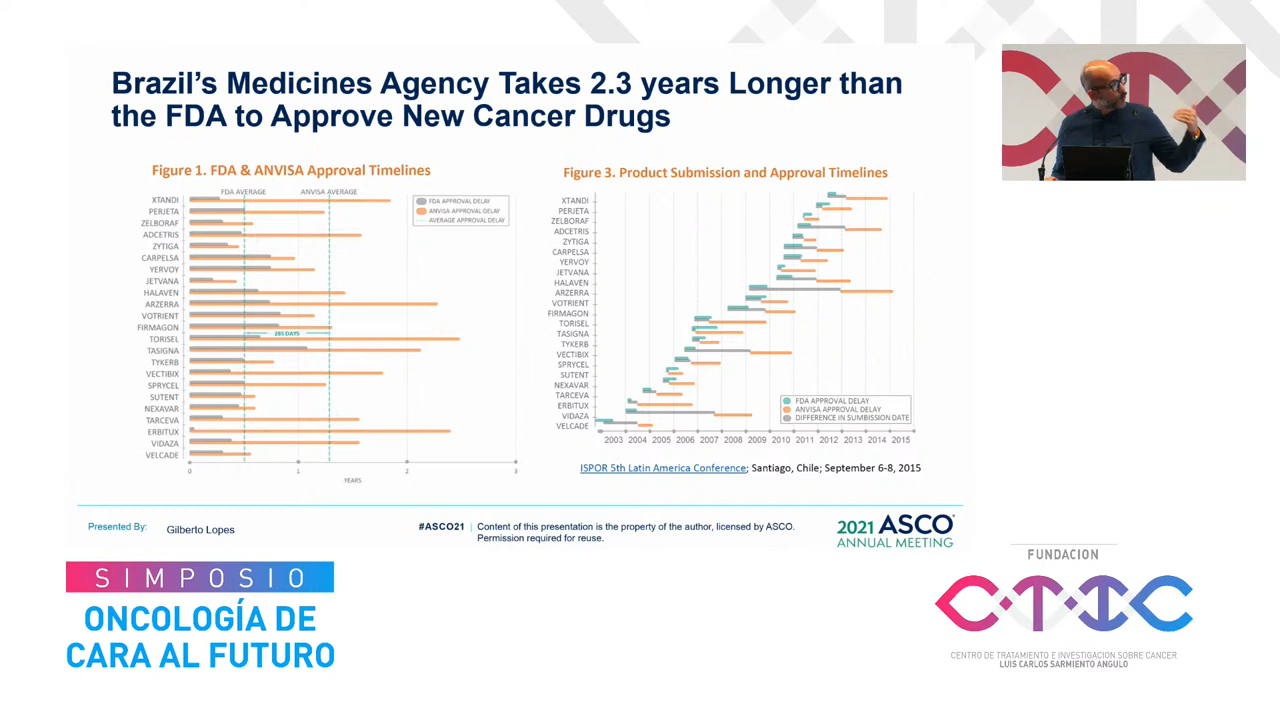 Brazil's Medicines Agency Takes 2.3 years Longer than
the FDA to Approve New Cancer Drugs
Figure 1. FDA & ANVISA Approval Timelines
FDA AVERAGE
ANVISA AVERAGE
FDA APPROVAL DELAY
ANVISA APPROVAL DELAY
AVERAGE APPROVAL DELAY
XTANDI
PERJETA
ZELBORAF
ADCETRIS
ZYTIGA
CARPELSA
YERVOY
JETVANA
HALAVEN
ARZERRA
VOTRIENT
FIRMAGON
285 DAYS
TORISEL
TASIGNA
TYKERB
VECTIBIX
SPRYCEL
SUTENT
NEXAVAR
TARCEVA
ERBITUX
VIDAZA
VELCADE
0 1 2 3
YEARS
Figure 3. Product Submission and Approval Timelines
XTANDI
PERJETA
ZELBORAF
ADCETRIS
ZYTIGA
CARPELSA
YERVOY
JETVANA
HALAVEN
ARZERRA
VOTRIENT
FIRMAGON
TORISEL
TASIGNA
TYKERB
VECTIBIX
SPRYCEL
SUTENT
NEXAVAR
TARCEVA
ERBITUX
VIDAZA
VELCADE
FDA APPROVAL DELAY
ANVISA APPROVAL DELAY
DIFFERENCE IN SUMBISSION DATE
2003 2004 2005 2006 2007 2008 2009 2010 2011 2012 2013 2014 2015
ISPOR 5th Latin America Conference; Santiago, Chile; September 6-8, 2015
Presented By: Gilberto Lopes
#ASCO21
Content of this presentation is the property of the author, licensed by ASCO.
Permission required for reuse.
2021 ASCO
ANNUAL MEETING
SIMPOSIO
ONCOLOGÍA DE
CARA AL FUTURO
FUNDACION
CTIC
CENTRO DE TRATAMIENTO E INVESTIGACION SOBRE CANCER
LUIS CARLOS SARMIENTO ANGULO